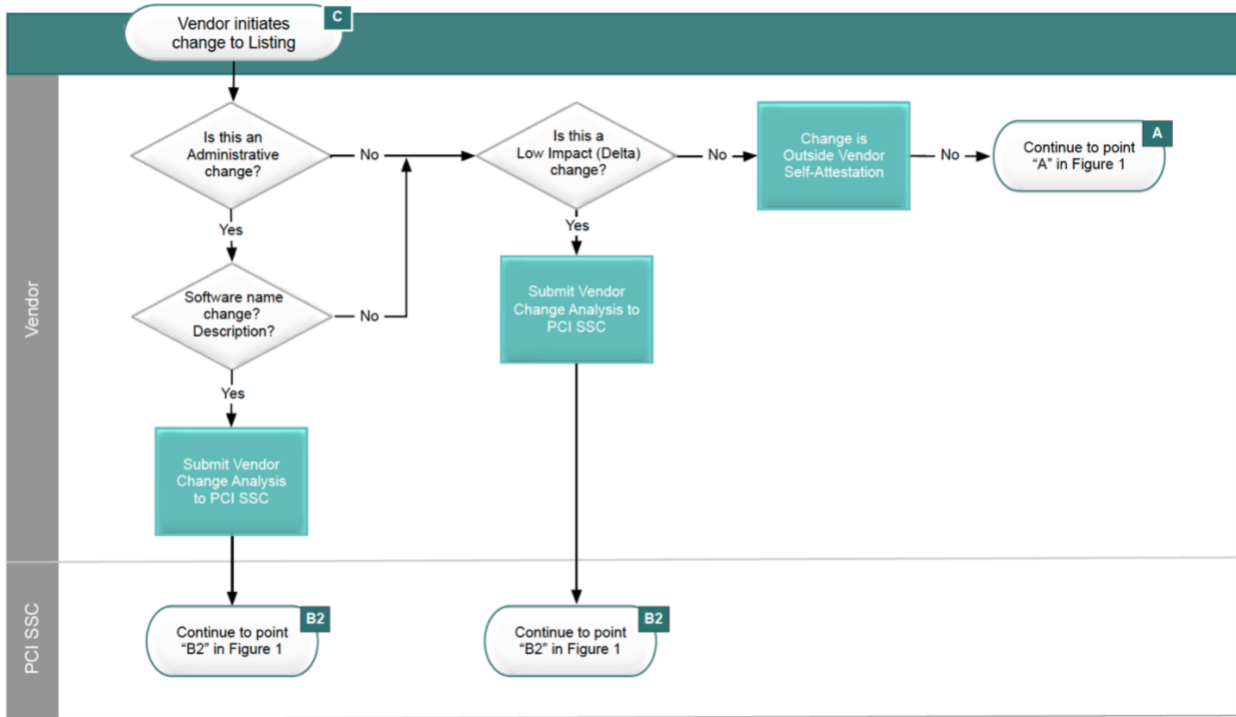 C
Vendor initiates
change to Listing
Vendor
Is this an
Administrative
change?
No
Is this a
Low Impact (Delta)
change?
No
Change is
Outside Vendor
Self-Attestation
No
A
Continue to point
“A” in Figure 1
Yes
Yes
Software name
change?
Description?
No
Submit Vendor
Change Analysis to
PCI SSC
Yes
Submit Vendor
Change Analysis
to PCI SSC
PCI SSC
B2
Continue to point
“B2” in Figure 1
B2
Continue to point
“B2” in Figure 1